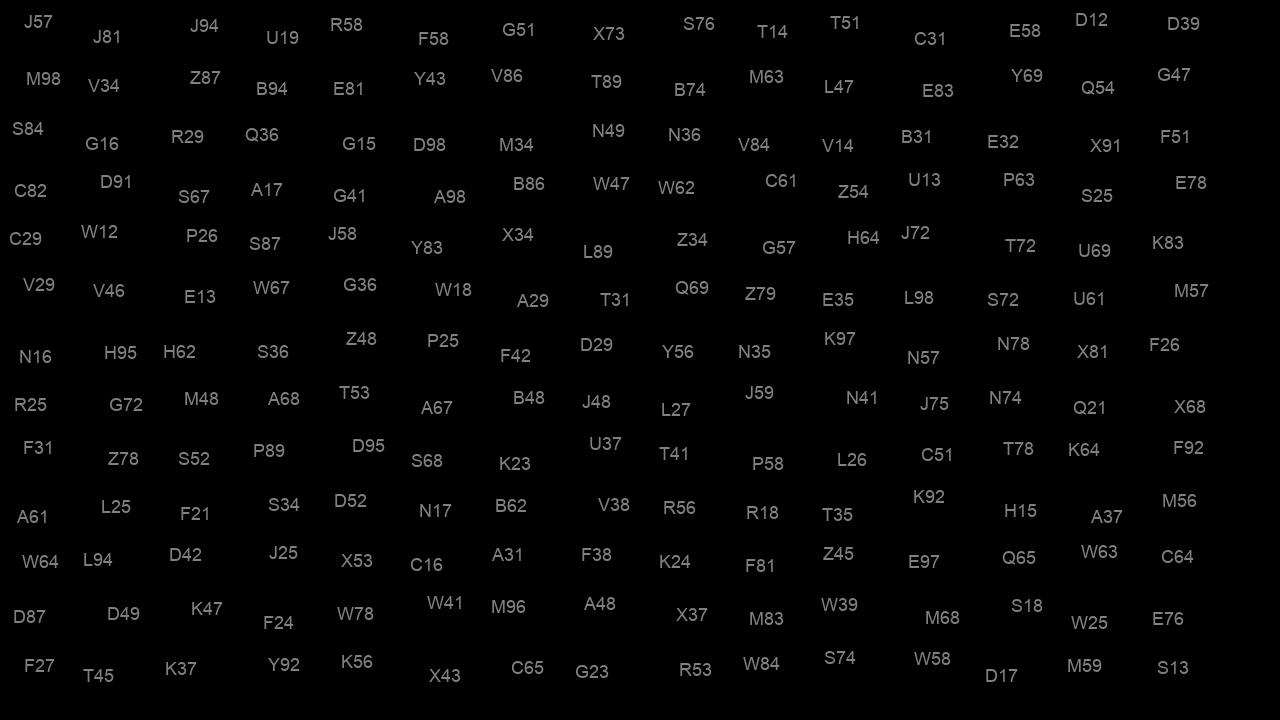 J57 J81 J94 U19 R58 F58 G51 X73 S76 T14 T51 C31 E58 D12 D39
M98 V34 Z87 B94 E81 Y43 V86 T89 B74 M63 L47 E83 Y69 Q54 G47
S84 G16 R29 Q36 G15 D98 M34 N49 N36 V84 V14 B31 E32 X91 F51
C82 D91 S67 A17 G41 A98 B86 W47 W62 C61 Z54 U13 P63 S25 E78
C29 W12 P26 S87 J58 Y83 X34 L89 Z34 G57 H64 J72 T72 U69 K83
V29 V46 E13 W67 G36 W18 A29 T31 Q69 Z79 E35 L98 S72 U61 M57
N16 H95 H62 S36 Z48 P25 F42 D29 Y56 N35 K97 N57 N78 X81 F26
R25 G72 M48 A68 T53 A67 B48 J48 L27 J59 N41 J75 N74 Q21 X68
F31 Z78 S52 P89 D95 S68 K23 U37 T41 P58 L26 C51 T78 K64 F92
A61 L25 F21 S34 D52 N17 B62 V38 R56 R18 T35 K92 H15 A37 M56
W64 L94 D42 J25 X53 C16 A31 F38 K24 F81 Z45 E97 Q65 W63 C64
D87 D49 K47 F24 W78 W41 M96 A48 X37 M83 W39 M68 S18 W25 E76
F27 T45 K37 Y92 K56 X43 C65 G23 R53 W84 S74 W58 D17 M59 S13